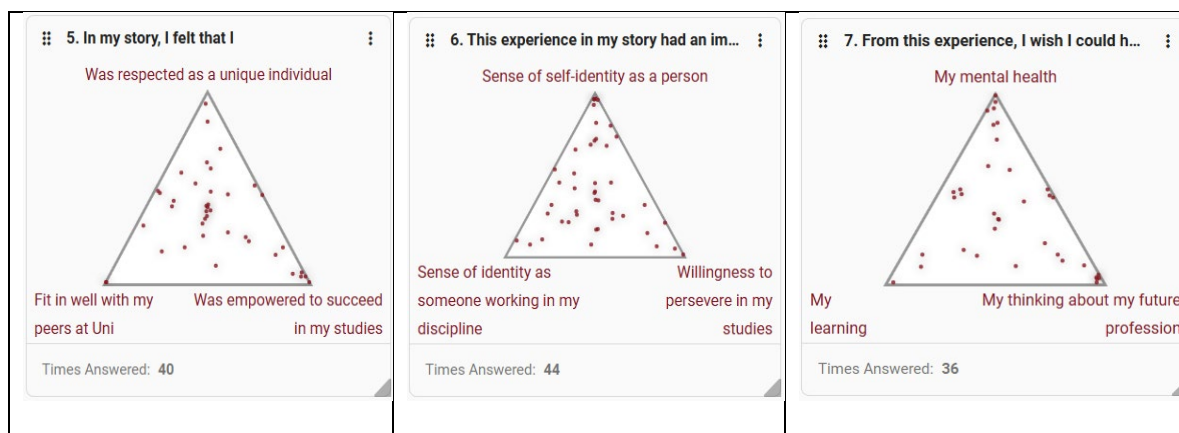 5. In my story, I felt that I
Was respected as a unique individual
Fit in well with my
peers at Uni
Was empowered to succeed
in my studies
Times Answered: 40
6. This experience in my story had an im...
Sense of self-identity as a person
Sense of identity as
someone working in my
discipline
Willingness to
persevere in my
studies
Times Answered: 44
7. From this experience, I wish I could h...
My mental health
My
learning
My thinking about my future
profession
Times Answered: 36